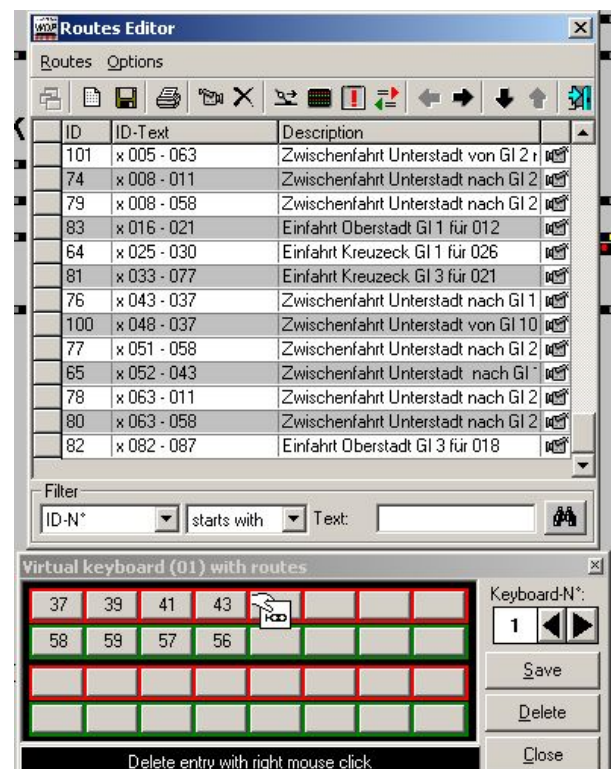 WDP Routes Editor
Routes Options
ID ID-Text Description
101 x 005 - 063 Zwischenfahrt Unterstadt von Gl 2
74 x 008 - 011 Zwischenfahrt Unterstadt nach Gl 2
79 x 008 - 058 Zwischenfahrt Unterstadt nach Gl 2
83 x 016 - 021 Einfahrt Oberstadt Gl 1 für 012
64 x 025 - 030 Einfahrt Kreuzeck Gl 1 für 026
81 x 033 - 077 Einfahrt Kreuzeck Gl 3 für 021
76 x 043 - 037 Zwischenfahrt Unterstadt nach Gl 1
100 x 048 - 037 Zwischenfahrt Unterstadt von Gl 10
77 x 051 - 058 Zwischenfahrt Unterstadt nach Gl 2
65 x 052 - 043 Zwischenfahrt Unterstadt nach Gl
78 x 063 - 011 Zwischenfahrt Unterstadt nach Gl 2
80 x 063 - 058 Zwischenfahrt Unterstadt nach Gl 2
82 x 082 - 087 Einfahrt Oberstadt Gl 3 für 018
Filter
ID-N° starts with Text:
Virtual keyboard (01) with routes
37 39 41 43
58 59 57 56
Keyboard-N°:
1
Save
Delete
Close
Delete entry with right mouse click